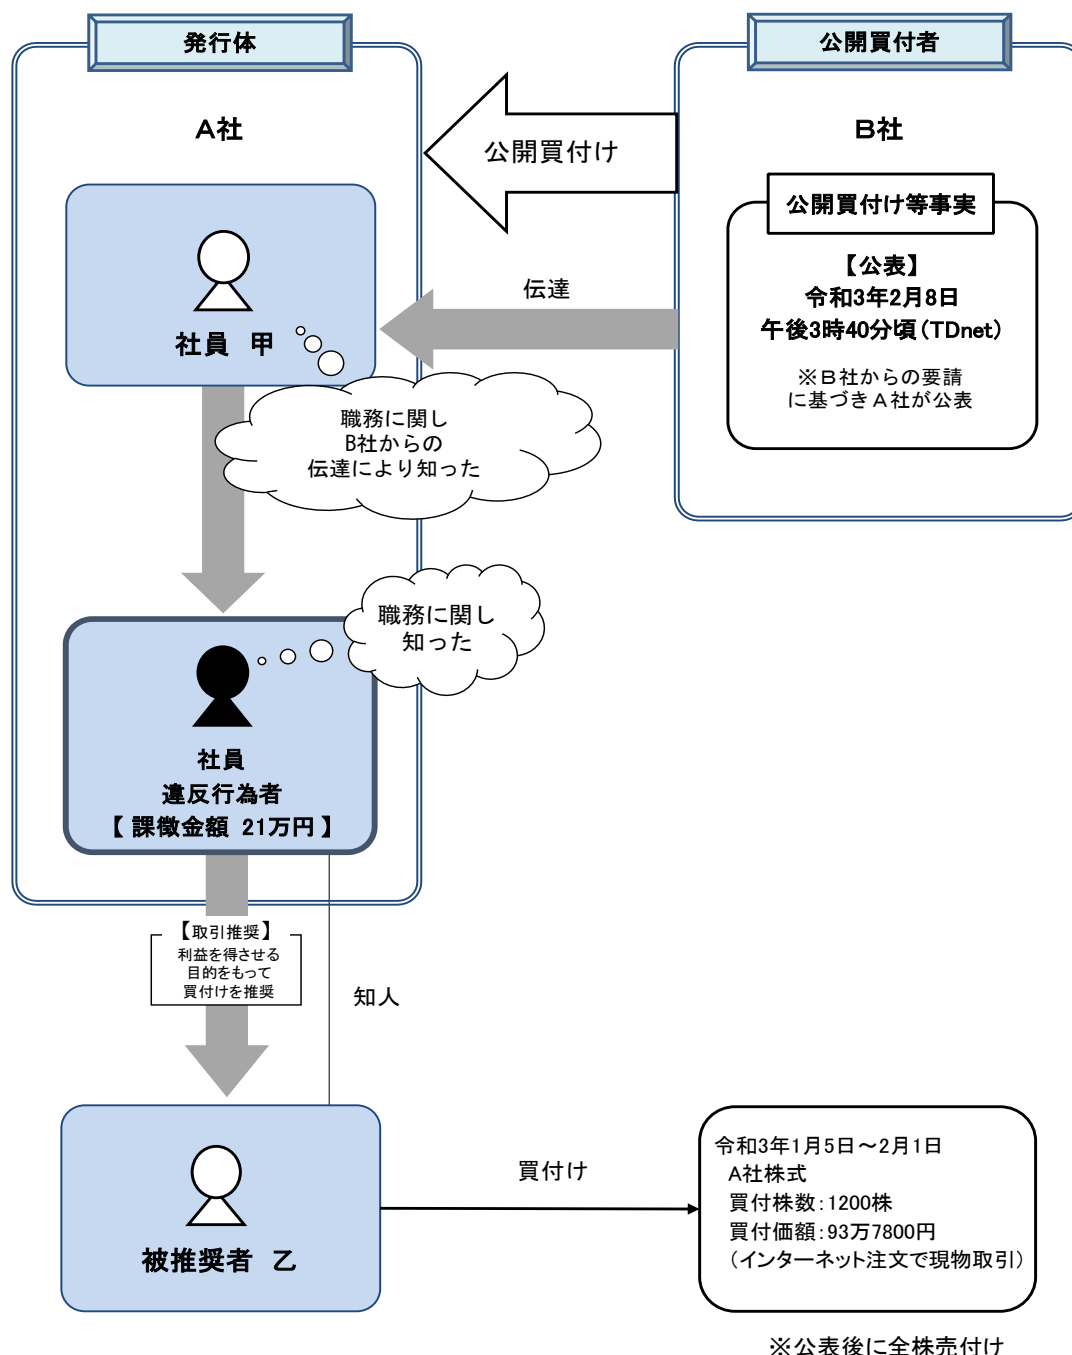 発行体
公開買付者
A社
B社
公開買付け
公開買付け等事実
【公表】
令和3年2月8日
午後3時40分頃(TDnet)
※B社からの要請
に基づきA社が公表
伝達
社員 甲
職務に関し
B社からの
伝達により知った
職務に関し
知った
社員
違反行為者
【 課徴金額 21万円 】
【取引推奨】
利益を得させる
目的をもって
買付けを推奨
知人
被推奨者 乙
買付け
令和3年1月5日～2月1日
A社株式
買付株数:1200株
買付価額:93万7800円
(インターネット注文で現物取引)
※公表後に全株売付け